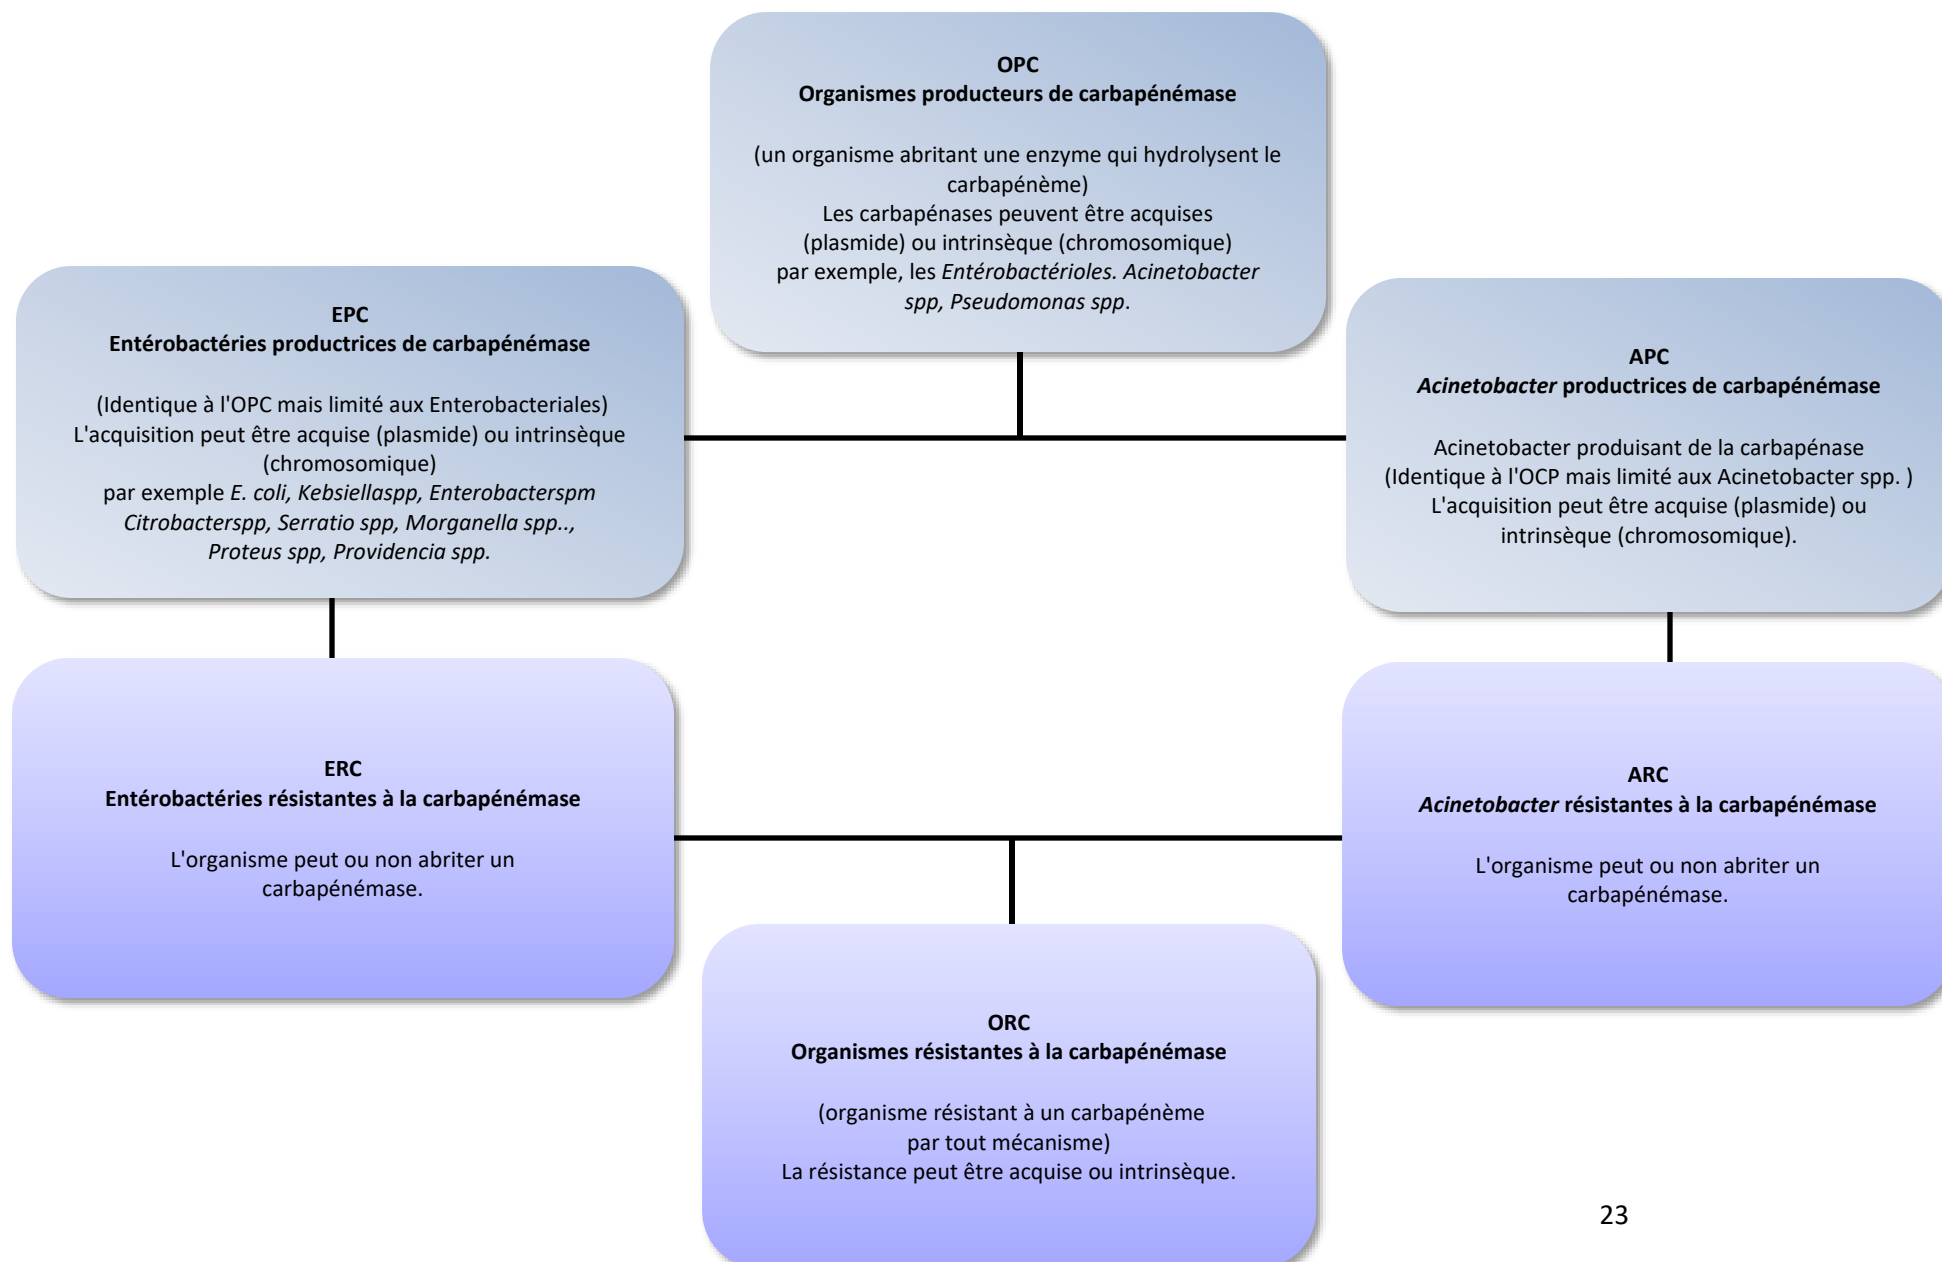 OPC
Organismes producteurs de carbapénémase
(un organisme abritant une enzyme qui hydrolysent le
carbapénème)
Les carbapénases peuvent être acquises
(plasmide) ou intrinsèque (chromosomique)
par exemple, les Entérobactérioles. Acinetobacter
spp, Pseudomonas spp.
EPC
Entérobactéries productrices de carbapénémase
(Identique à l'OPC mais limité aux Enterobacteriales)
L'acquisition peut être acquise (plasmide) ou intrinsèque
(chromosomique)
par exemple E. coli, Kebsiellaspp, Enterobacterspm
Citrobacterspp, Serratio spp, Morganella spp..,
Proteus spp, Providencia spp.
APC
Acinetobacter productrices de carbapénémase
Acinetobacter produisant de la carbapénase
(Identique à l'OCP mais limité aux Acinetobacter spp. )
L'acquisition peut être acquise (plasmide) ou
intrinsèque (chromosomique).
ERC
Entérobactéries résistantes à la carbapénémase
L'organisme peut ou non abriter un
carbapénémase.
ARC
Acinetobacter résistantes à la carbapénémase
L'organisme peut ou non abriter un
carbapénémase.
ORC
Organismes résistantes à la carbapénémase
(organisme résistant à un carbapénème
par tout mécanisme)
La résistance peut être acquise ou intrinsèque.
23